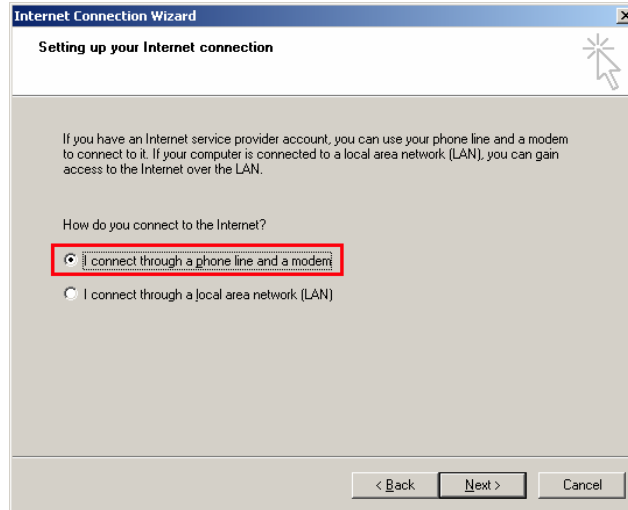 Internet Connection Wizard
Setting up your Internet connection
If you have an Internet service provider account, you can use your phone line and a modem
to connect to it. If your computer is connected to a local area network (LAN), you can gain
access to the Internet over the LAN.
How do you connect to the Internet?
I connect through a phone line and a modem
I connect through a local area network (LAN)
< Back Next > Cancel